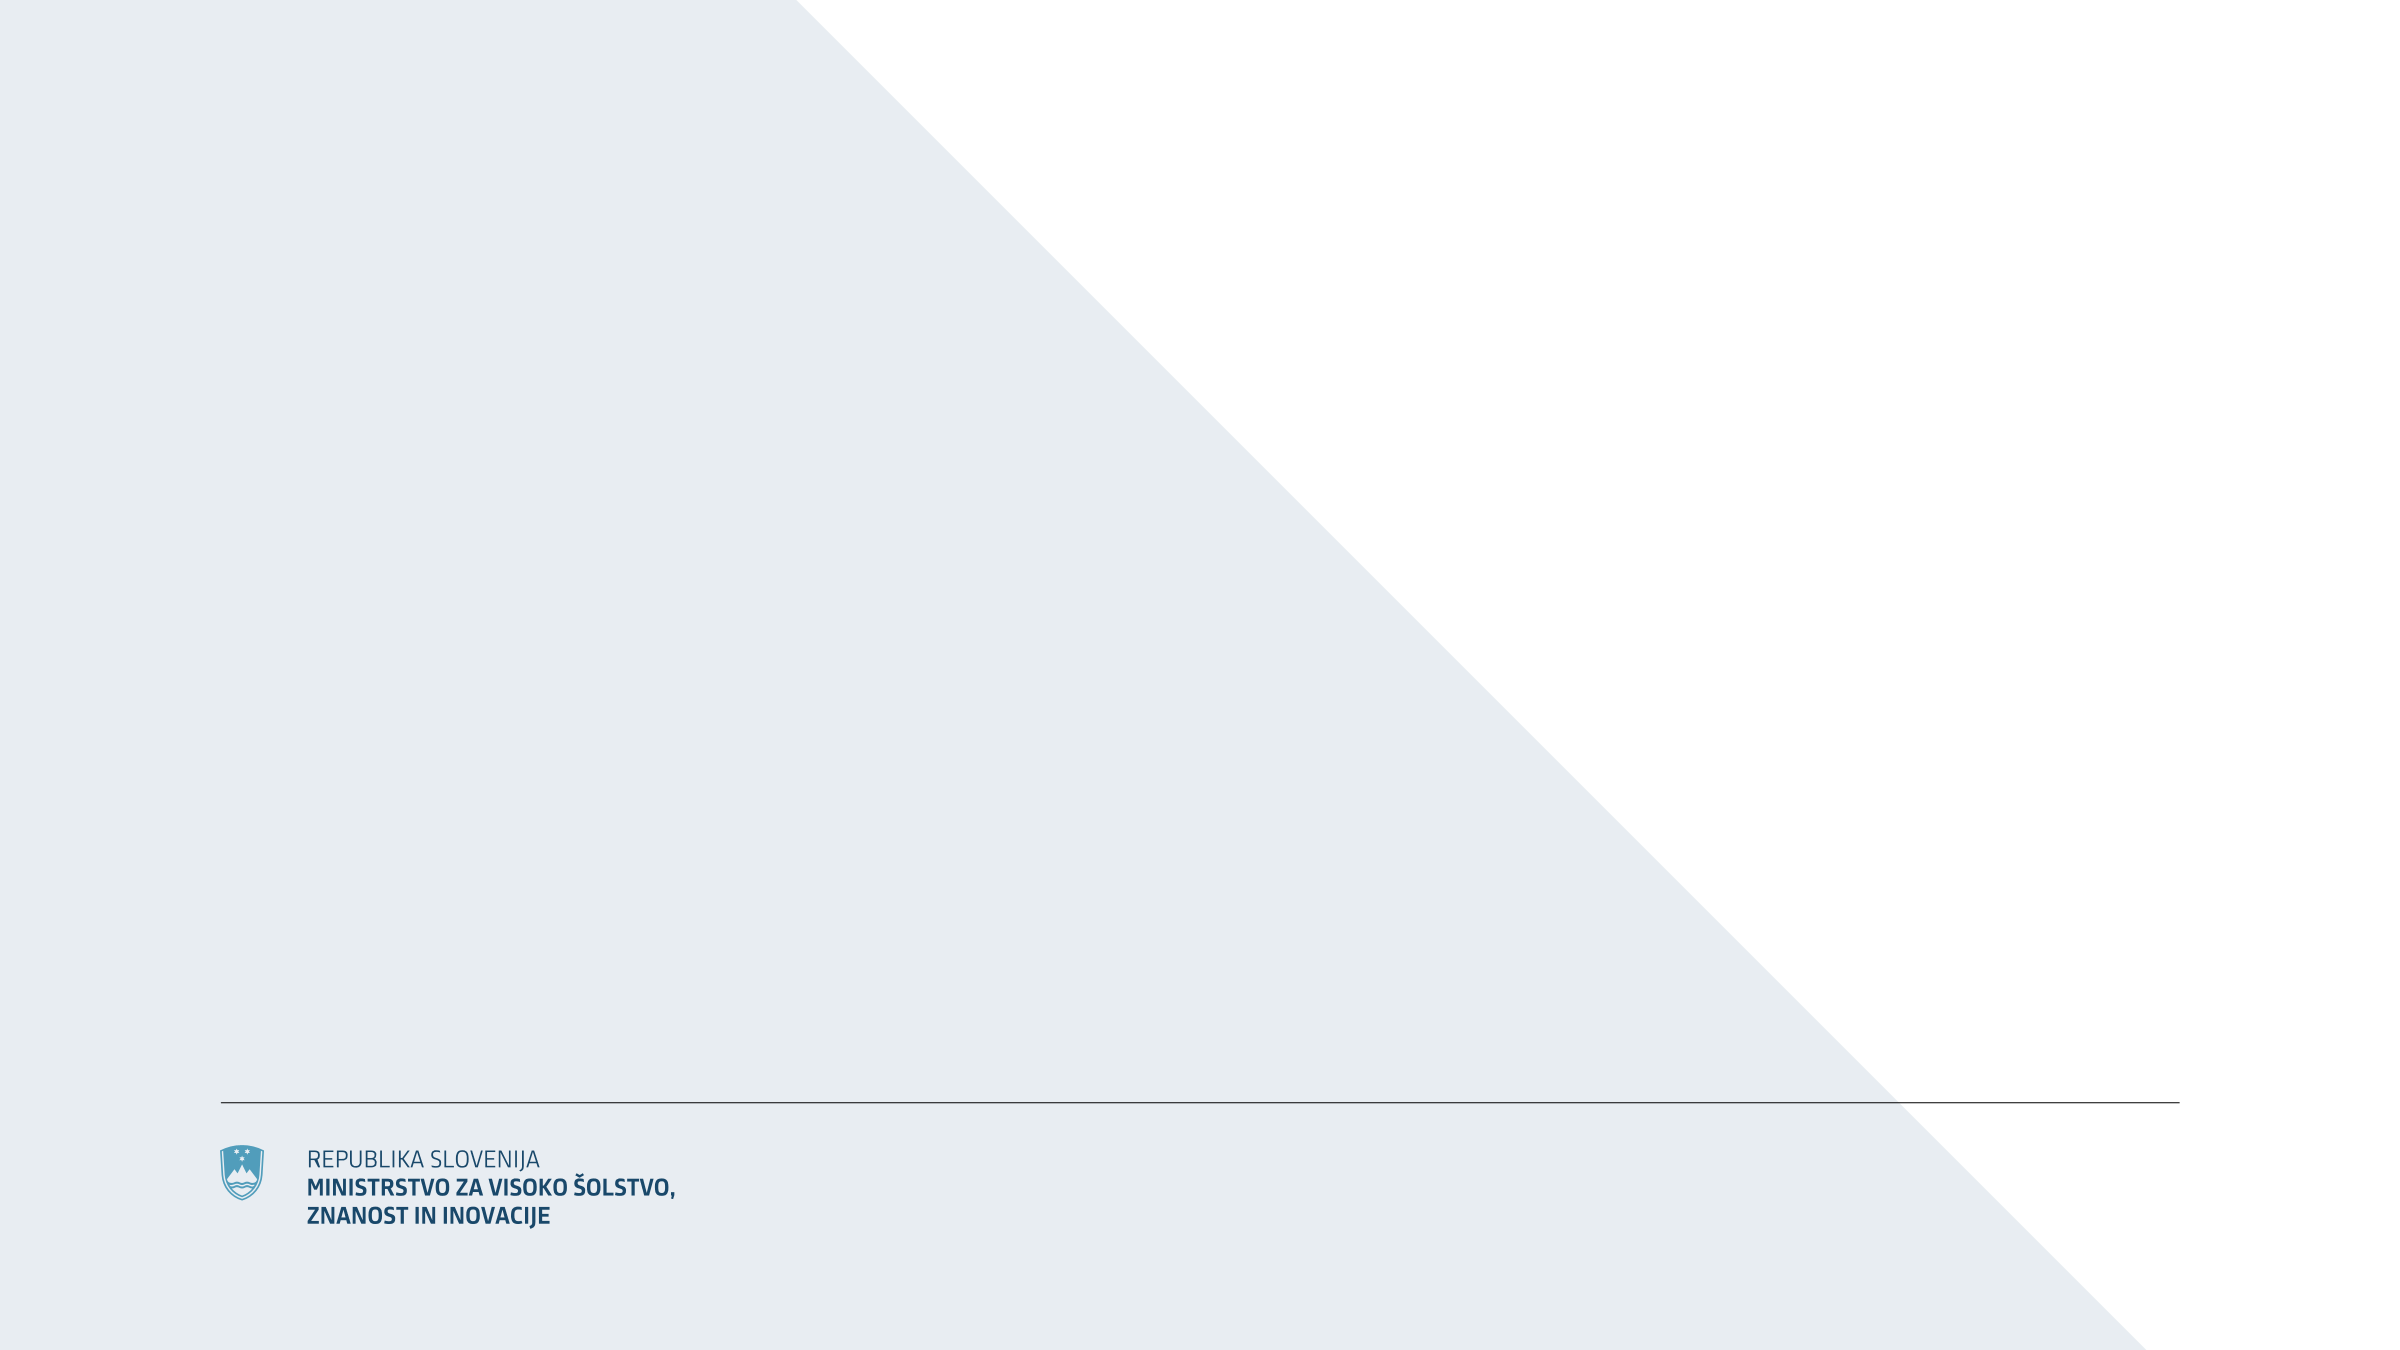 REPUBLIKA SLOVENIJA
MINISTRSTVO ZA VISOKO ŠOLSTVO,
ZNANOST IN INOVACIJE